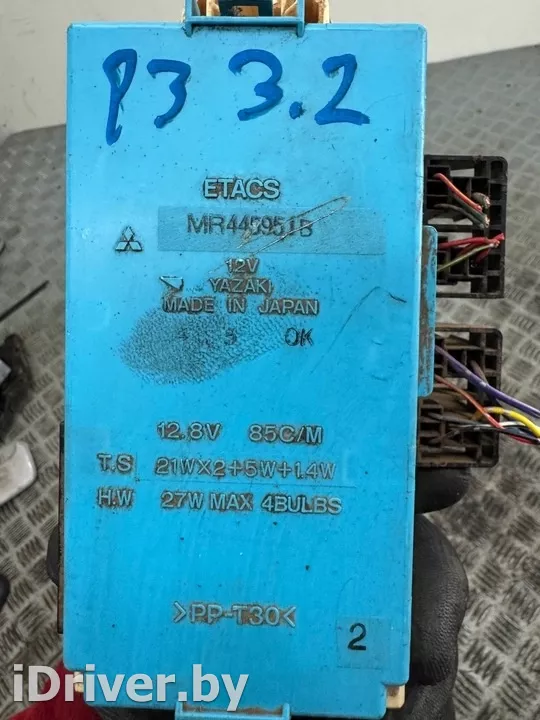 P3 3.2
ETACS
MR445951B
12V
YAZAKI
MADE IN JAPAN
3 OK
12.8V 85C/M
T.S 21W×2+5W+1.4W
H.W 27W MAX 4BULBS
>PP-T30<
2
iDriver.by